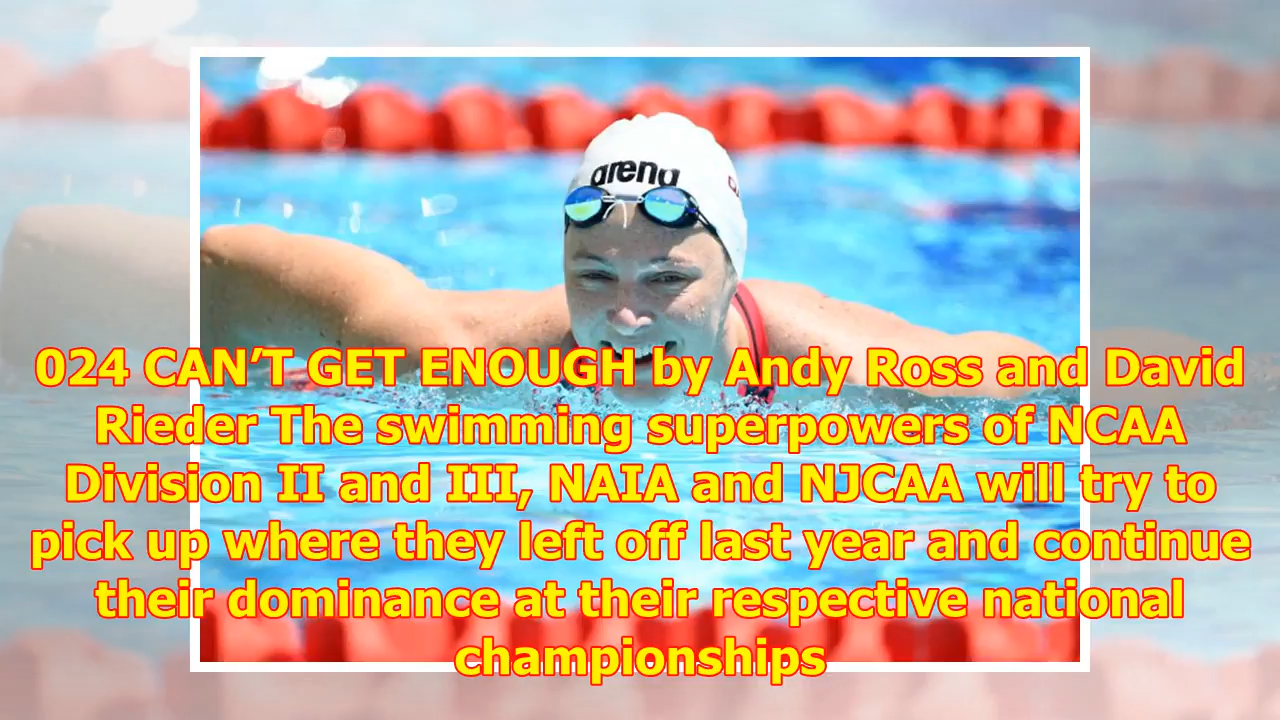 arena
024 CAN’T GET ENOUGH by Andy Ross and David
Rieder The swimming superpowers of NCAA
Division II and III, NAIA and NJCAA will try to
pick up where they left off last year and continue
their dominance at their respective national
championships